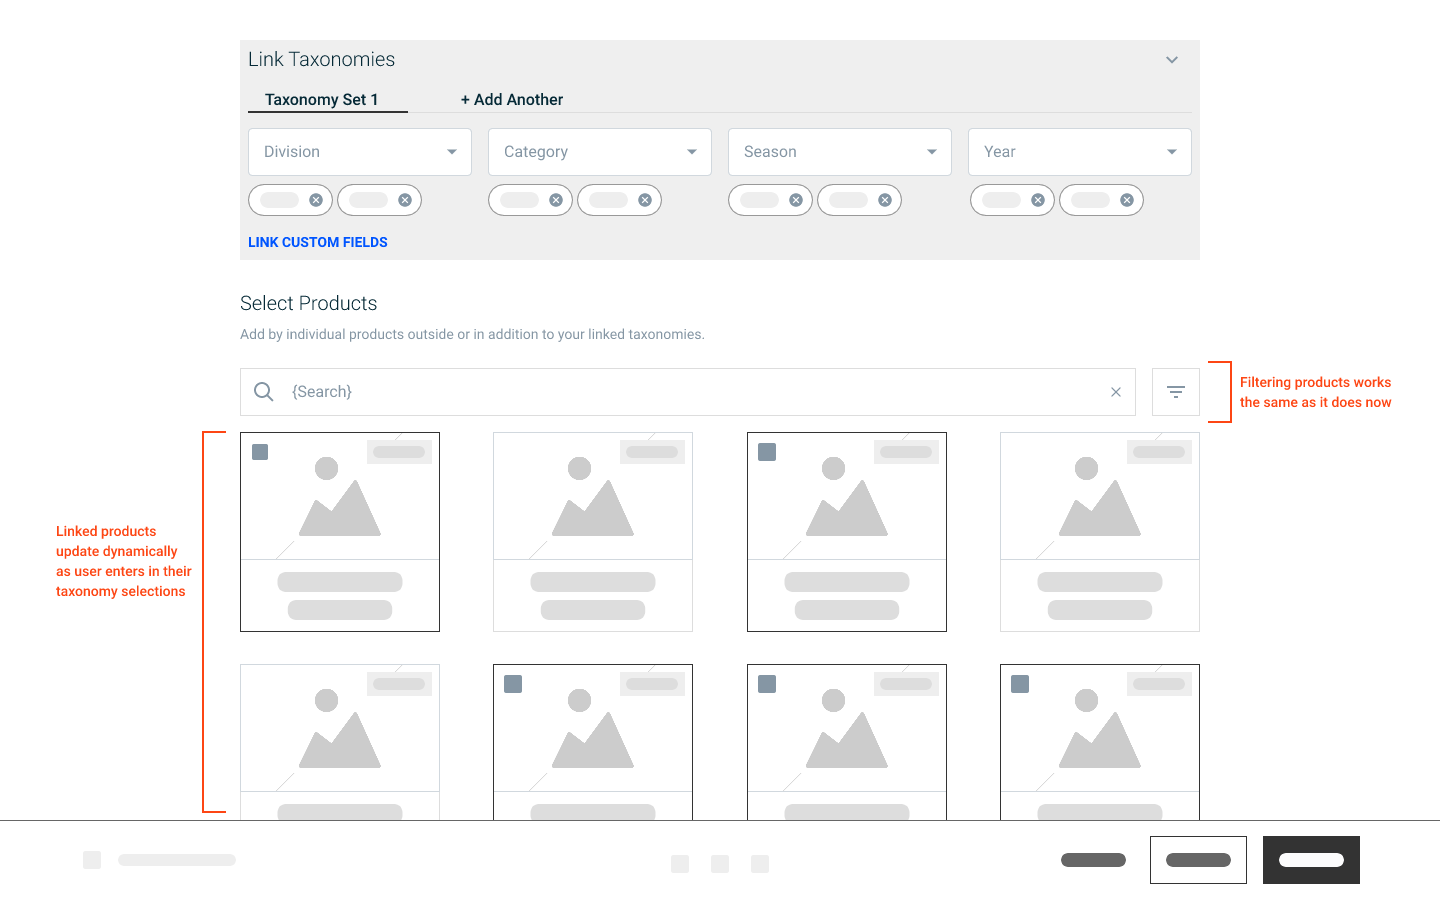 Link Taxonomies
Taxonomy Set 1
+ Add Another
Division
Category
Season
Year
LINK CUSTOM FIELDS
Select Products
Add by individual products outside or in addition to your linked taxonomies.
{Search}
Filtering products works
the same as it does now
Linked products
update dynamically
as user enters in their
taxonomy selections